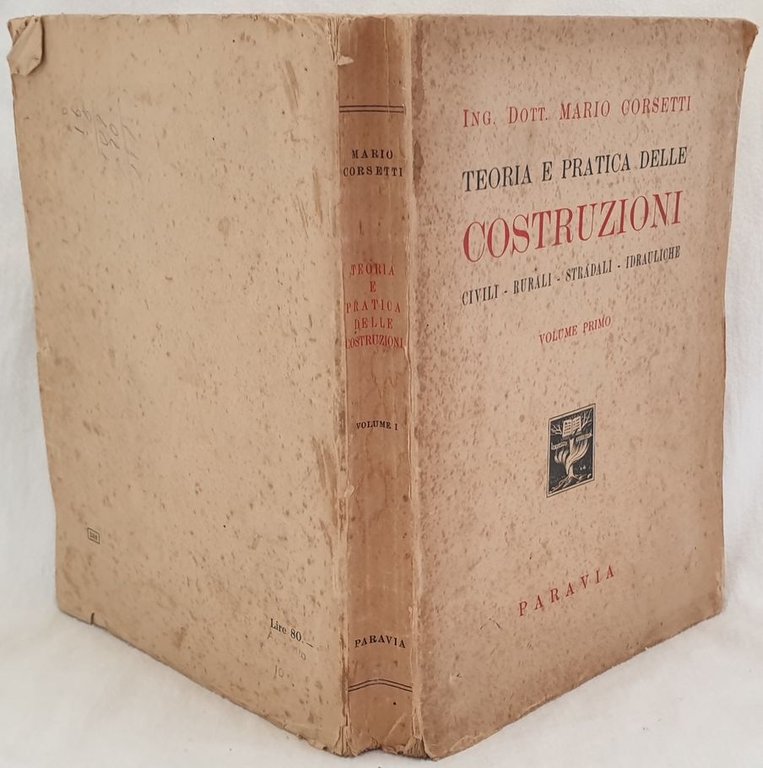 ING. DOTT. MARIO CORSETTI
TEORIA E PRATICA DELLE
COSTRUZIONI
CIVILI - RURALI - STRADALI - IDRAULICHE
VOLUME PRIMO
PARAVIA
MARIO
CORSETTI
TEORIA
E
PRATICA
DELLE
COSTRUZIONI
VOLUME I
PARAVIA
Lire 80.—